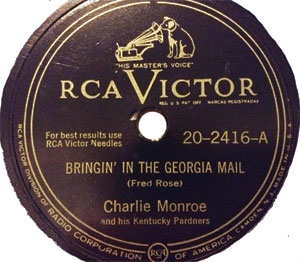 "HIS MASTER'S VOICE"
RCA VICTOR
REG. U.S. PAT. OFF. MARCAS REGISTRADAS
For best results use
RCA Victor Needles
20-2416-A
BRINGIN' IN THE GEORGIA MAIL
(Fred Rose)
Charlie Monroe
and his Kentucky Pardners
RCA VICTOR DIVISION OF RADIO CORPORATION OF AMERICA, CAMDEN, N.J.
RCA